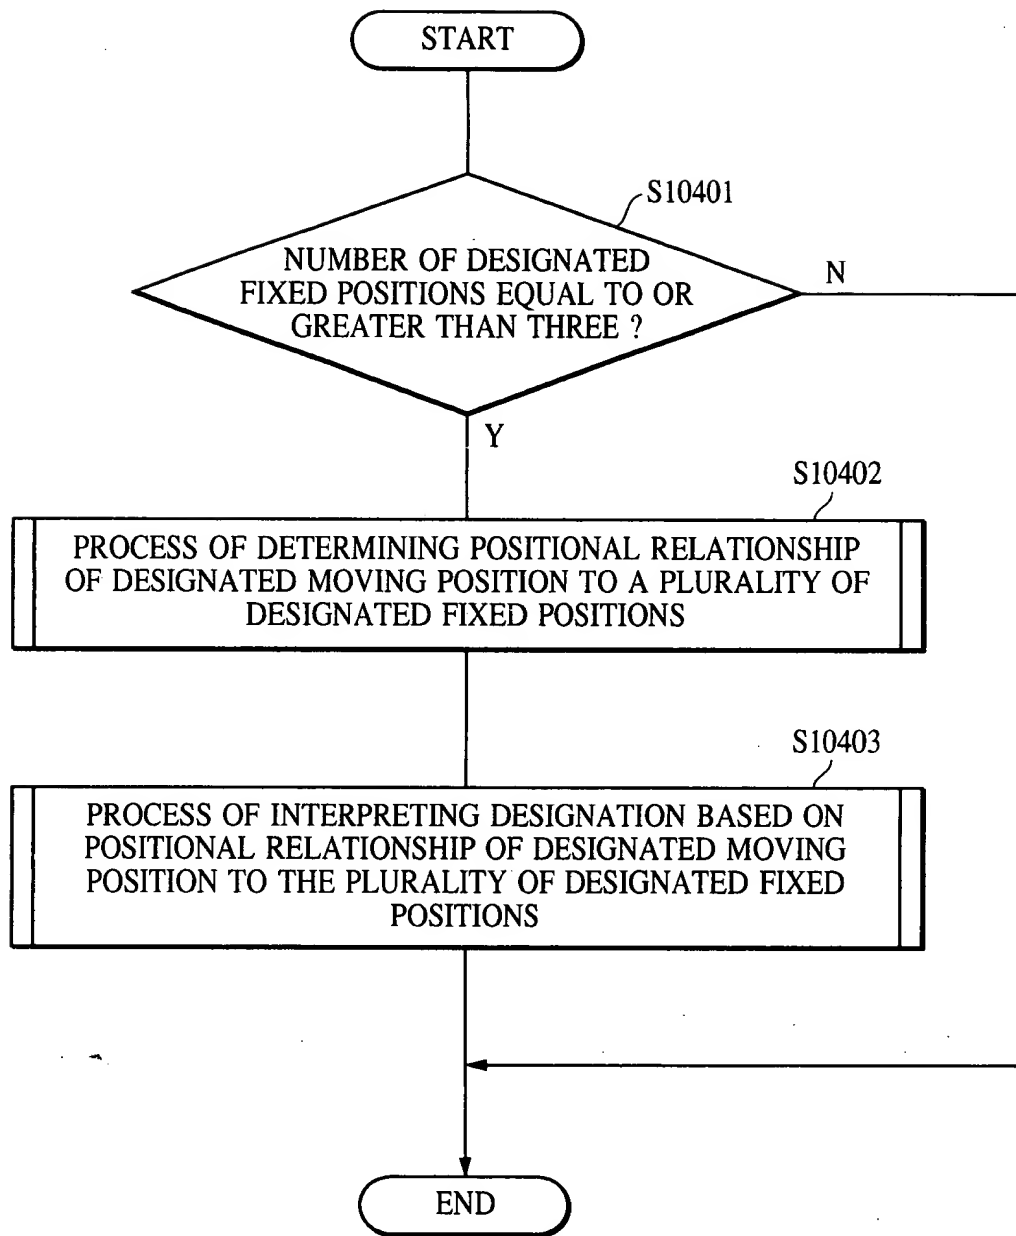 START
S10401
NUMBER OF DESIGNATED
FIXED POSITIONS EQUAL TO OR
GREATER THAN THREE ?
N
Y
S10402
PROCESS OF DETERMINING POSITIONAL RELATIONSHIP
OF DESIGNATED MOVING POSITION TO A PLURALITY OF
DESIGNATED FIXED POSITIONS
S10403
PROCESS OF INTERPRETING DESIGNATION BASED ON
POSITIONAL RELATIONSHIP OF DESIGNATED MOVING
POSITION TO THE PLURALITY OF DESIGNATED FIXED
POSITIONS
END